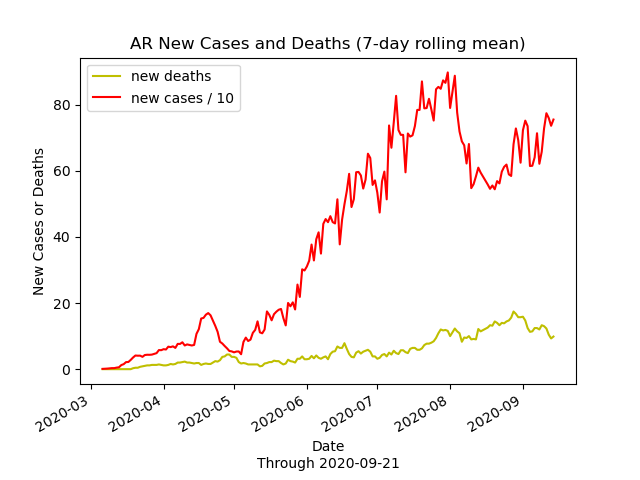 AR New Cases and Deaths (7-day rolling mean)
new deaths
new cases / 10
New Cases or Deaths
80
60
40
20
0
2020-03
2020-04
2020-05
2020-06
2020-07
2020-08
2020-09
Date
Through 2020-09-21